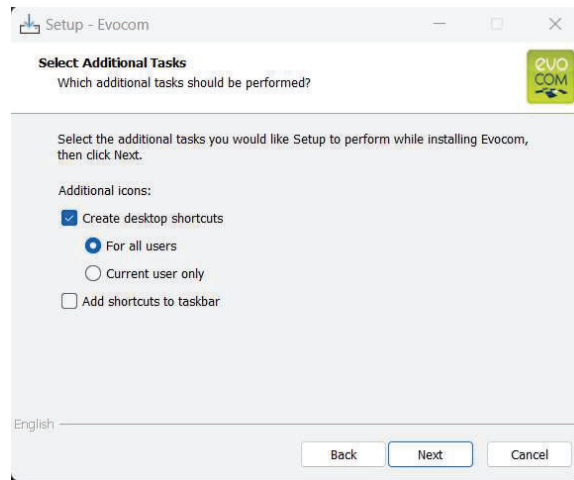 Setup - Evocom
Select Additional Tasks
Which additional tasks should be performed?
evo
COM
Select the additional tasks you would like Setup to perform while installing Evocom,
then click Next.
Additional icons:
Create desktop shortcuts
For all users
Current user only
Add shortcuts to taskbar
English
Back
Next
Cancel